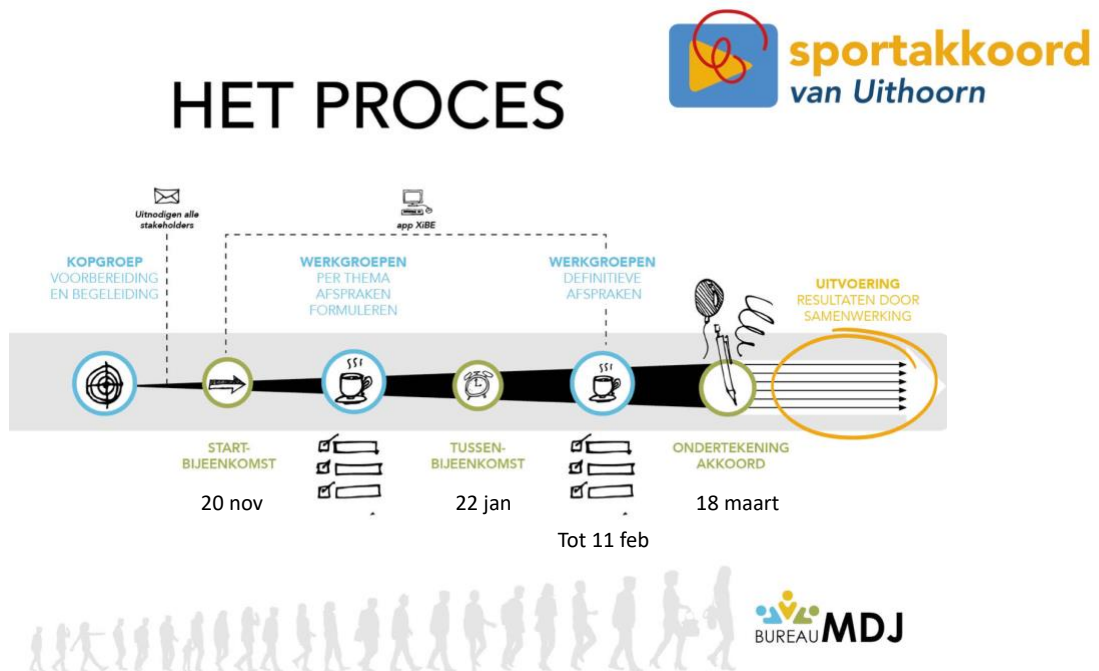 sportakkoord
van Uithoorn
HET PROCES
Uitnodigen alle
stakeholders
app XiBE
KOPGROEP
VOORBEREIDING
EN BEGELEIDING
WERKGROEPEN
PER THEMA
AFSPRAKEN
FORMULEREN
WERKGROEPEN
DEFINITIEVE
AFSPRAKEN
UITVOERING
RESULTATEN DOOR
SAMENWERKING
START-
BIJEENKOMST
20 nov
TUSSEN-
BIJEENKOMST
22 jan
Tot 11 feb
ONDERTEKENING
AKKOORD
18 maart
BUREAU MDJ